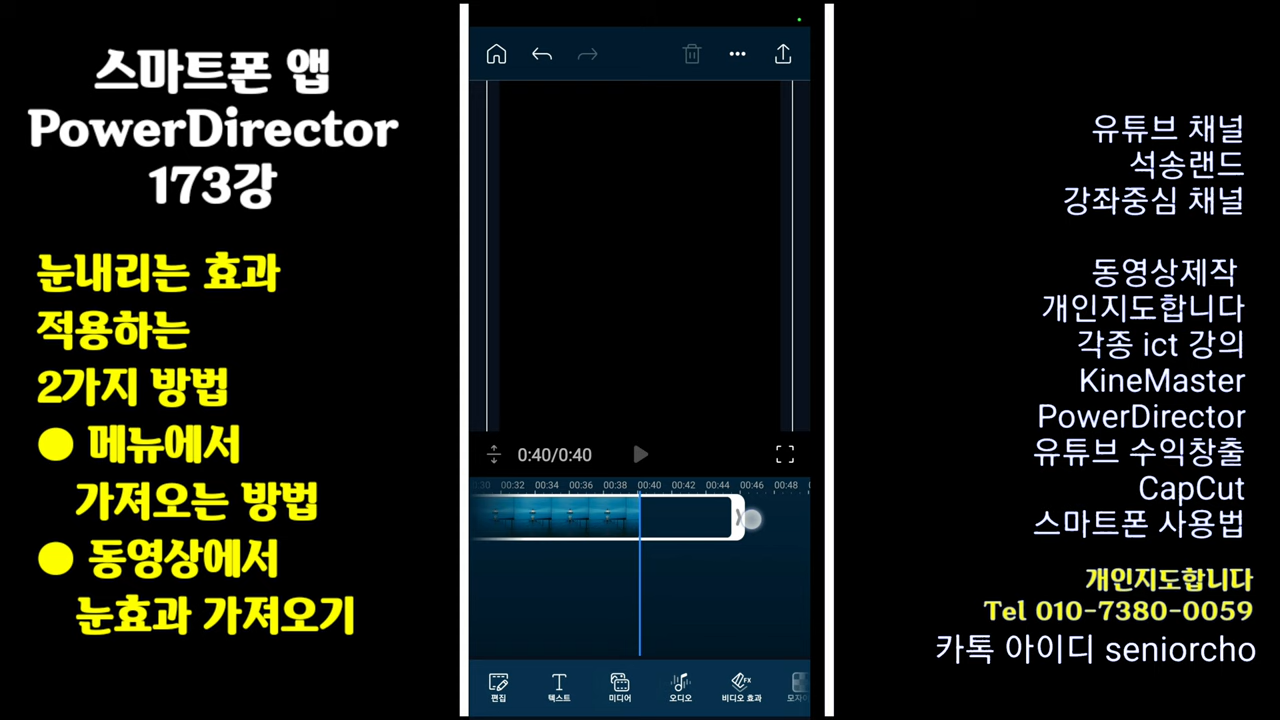 스마트폰 앱
PowerDirector
173강
눈내리는 효과
적용하는
2가지 방법
● 메뉴에서
가져오는 방법
● 동영상에서
눈효과 가져오기
0:40/0:40
:30 00:32 00:34 00:36 00:38 00:40 00:42 00:44 00:46 00:48
편집 텍스트 미디어 오디오 비디오 효과
유튜브 채널
석송랜드
강좌중심 채널
동영상제작
개인지도합니다
각종 ict 강의
KineMaster
PowerDirector
유튜브 수익창출
CapCut
스마트폰 사용법
개인지도합니다
Tel 010-7380-0059
카톡 아이디 seniorcho